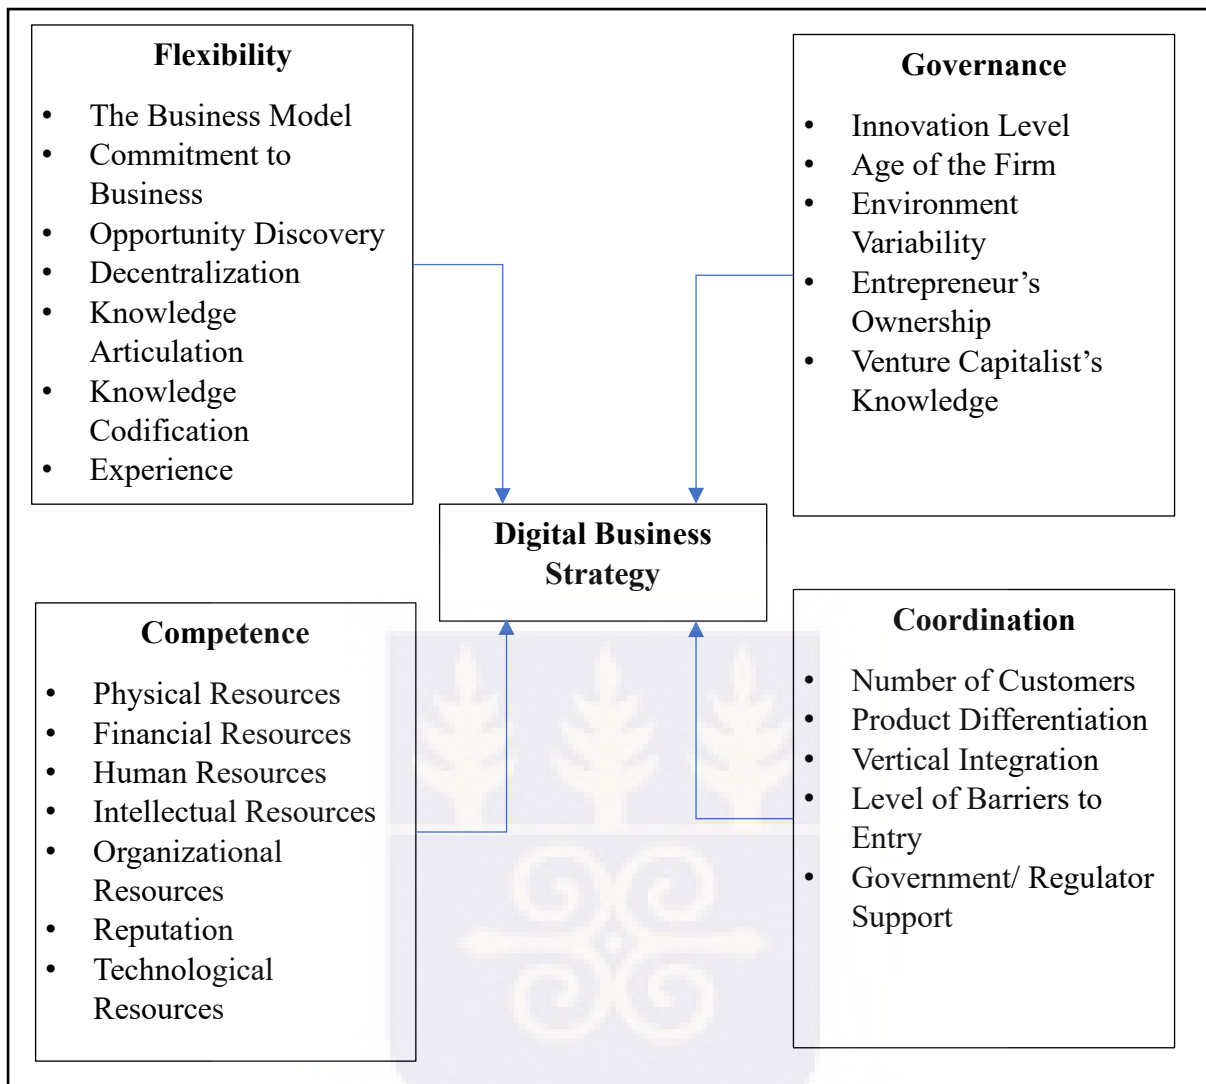 Flexibility
• The Business Model
• Commitment to
Business
• Opportunity Discovery
• Decentralization
• Knowledge
Articulation
• Knowledge
Codification
• Experience
Governance
• Innovation Level
• Age of the Firm
• Environment
Variability
• Entrepreneur’s
Ownership
• Venture Capitalist’s
Knowledge
Digital Business
Strategy
Competence
• Physical Resources
• Financial Resources
• Human Resources
• Intellectual Resources
• Organizational
Resources
• Reputation
• Technological
Resources
Coordination
• Number of Customers
• Product Differentiation
• Vertical Integration
• Level of Barriers to
Entry
• Government/ Regulator
Support